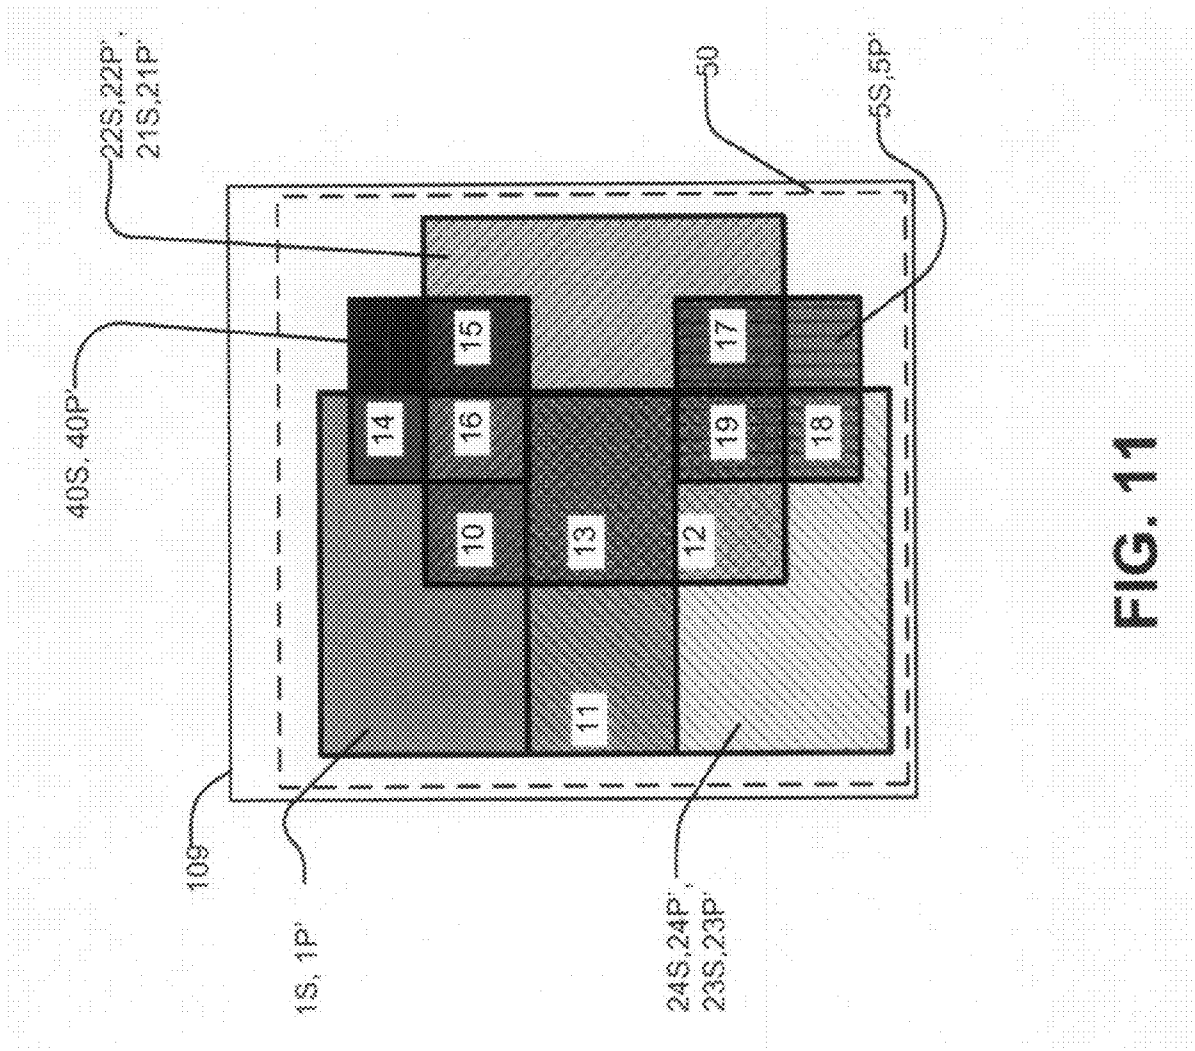 22S,22P',
21S,21P'
50
5S,5P'
40S, 40P'
15
17
14
16
19
18
10
13
12
11
109
1S, 1P'
24S,24P',
23S,23P'
FIG. 11